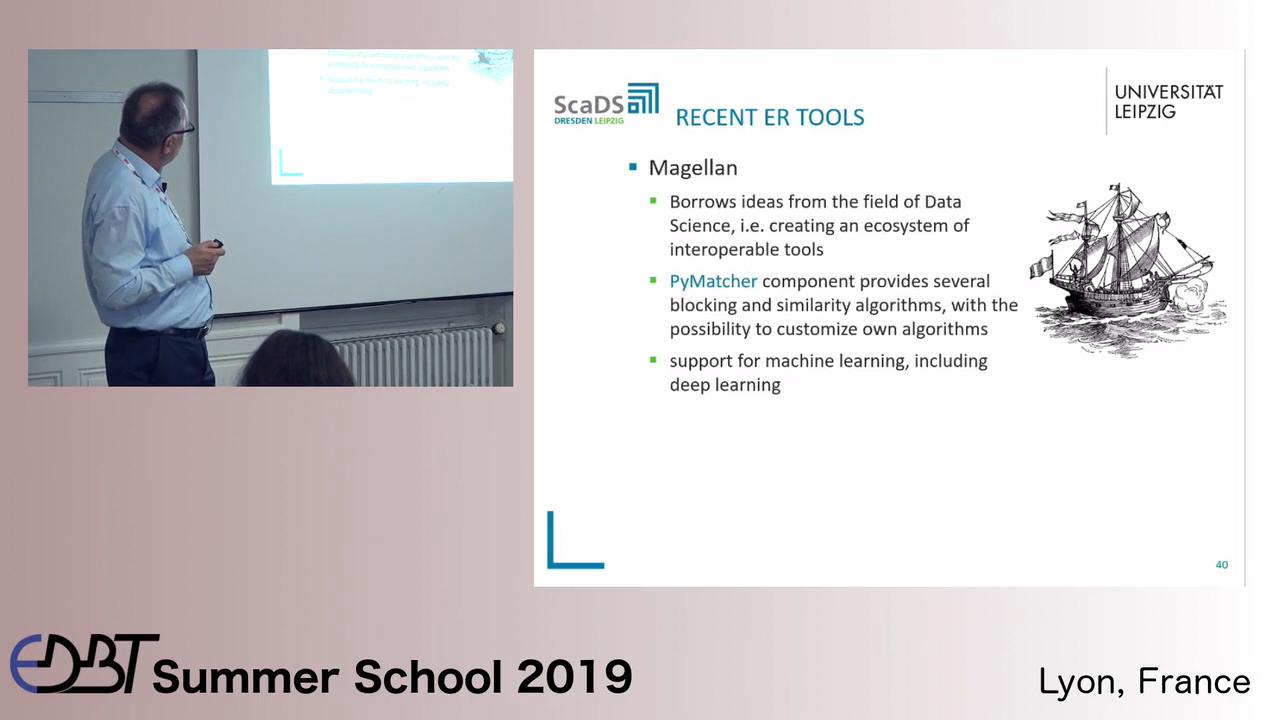 ScaDS
DRESDEN LEIPZIG
RECENT ER TOOLS
UNIVERSITÄT
LEIPZIG
Magellan
Borrows ideas from the field of Data
Science, i.e. creating an ecosystem of
interoperable tools
PyMatcher component provides several
blocking and similarity algorithms, with the
possibility to customize own algorithms
support for machine learning, including
deep learning
40
EDBT Summer School 2019
Lyon, France